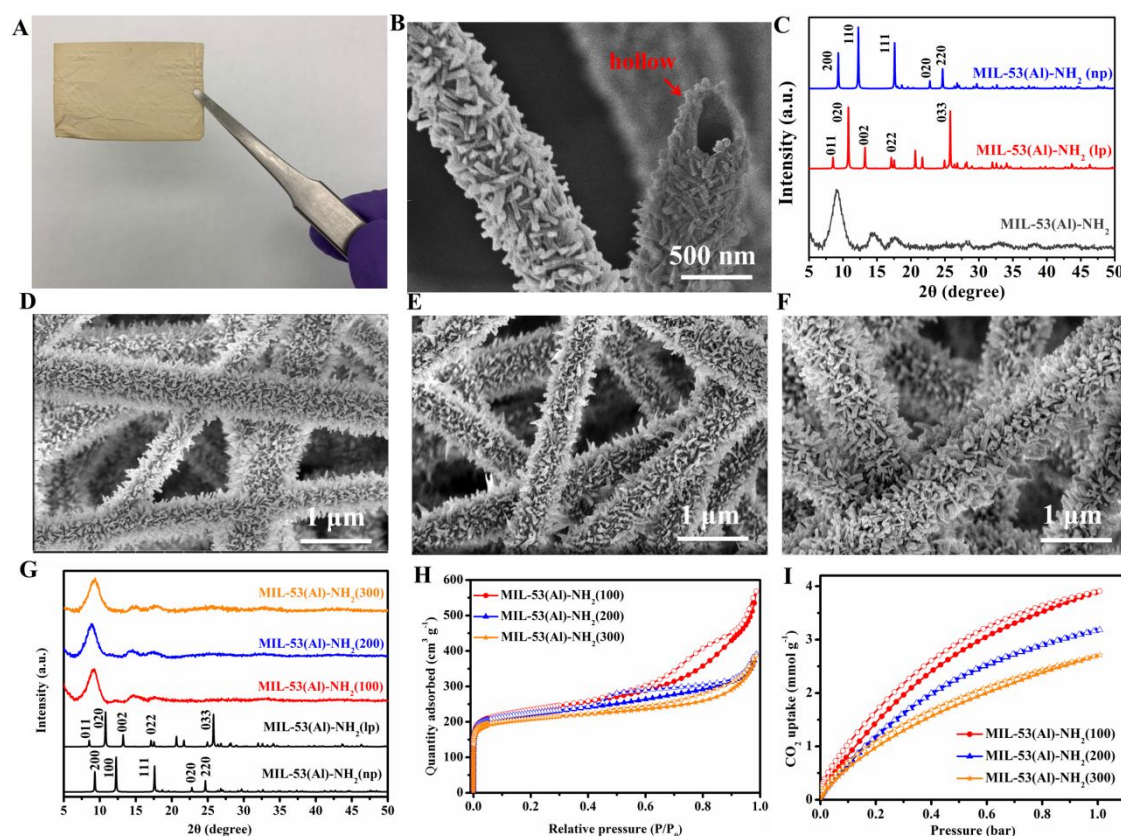 A
B
hollow
500 nm
C
Intensity (a.u.)
200
110
111
020
220
MIL-53(Al)-NH₂ (np)
011
020
002
022
033
MIL-53(Al)-NH₂ (lp)
MIL-53(Al)-NH₂
5 10 15 20 25 30 35 40 45 50
2θ (degree)
D
1 µm
E
1 µm
F
1 µm
G
Intensity (a.u.)
MIL-53(Al)-NH₂(300)
MIL-53(Al)-NH₂(200)
MIL-53(Al)-NH₂(100)
011
020
002
022
033
MIL-53(Al)-NH₂(lp)
200
100
111
020
220
MIL-53(Al)-NH₂(np)
5 10 15 20 25 30 35 40 45 50
2θ (degree)
H
Quantity adsorbed (cm³ g⁻¹)
600
500
400
300
200
100
0
MIL-53(Al)-NH₂(100)
MIL-53(Al)-NH₂(200)
MIL-53(Al)-NH₂(300)
0.0 0.2 0.4 0.6 0.8 1.0
Relative pressure (P/Pₒ)
I
CO₂ uptake (mmol g⁻¹)
4
3
2
1
0
MIL-53(Al)-NH₂(100)
MIL-53(Al)-NH₂(200)
MIL-53(Al)-NH₂(300)
0.0 0.2 0.4 0.6 0.8 1.0
Pressure (bar)